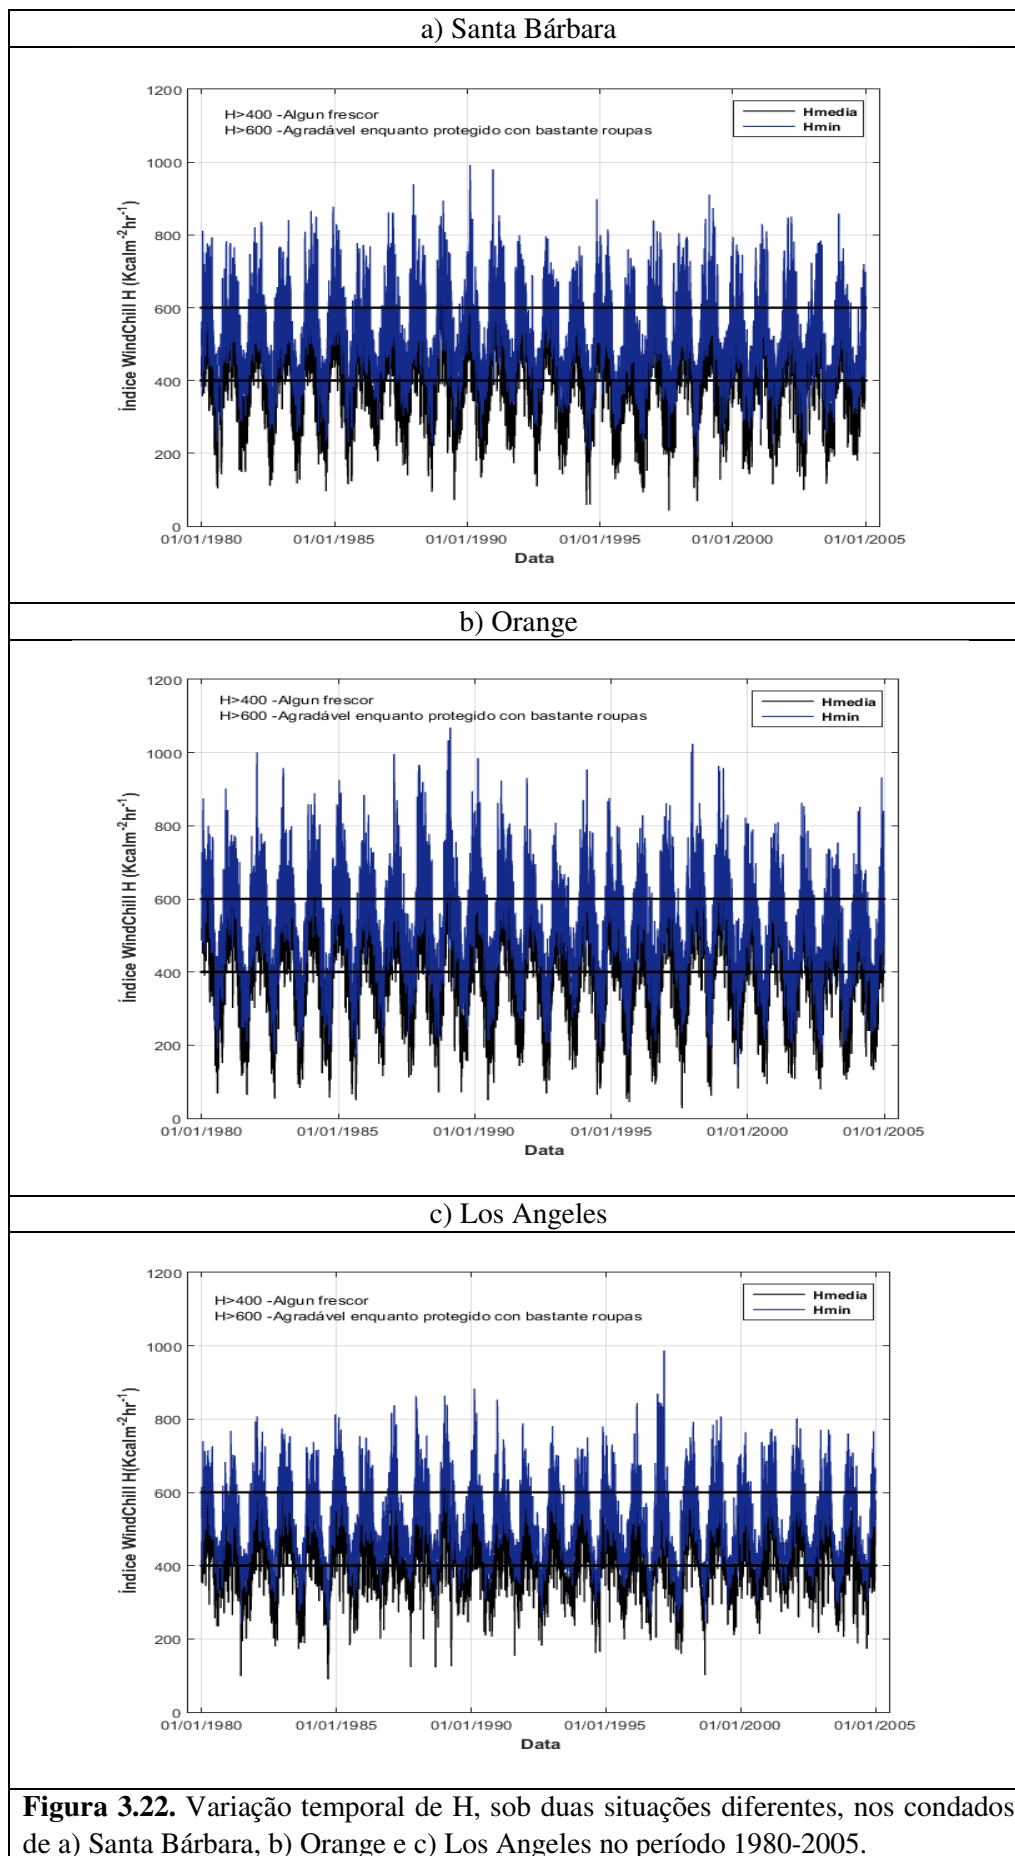 a) Santa Bárbara
1200
1000
800
600
400
200
0
Índice WindChill H (Kcalm⁻²hr⁻¹)
H>400 -Algun frescor
H>600 -Agradável enquanto protegido con bastante roupas
Hmedia
Hmin
01/01/1980 01/01/1985 01/01/1990 01/01/1995 01/01/2000 01/01/2005
Data
b) Orange
1200
1000
800
600
400
200
0
Índice WindChill H (Kcalm⁻²hr⁻¹)
H>400 -Algun frescor
H>600 -Agradável enquanto protegido con bastante roupas
Hmedia
Hmin
01/01/1980 01/01/1985 01/01/1990 01/01/1995 01/01/2000 01/01/2005
Data
c) Los Angeles
1200
1000
800
600
400
200
0
Índice WindChill H(Kcalm⁻²hr⁻¹)
H>400 -Algun frescor
H>600 -Agradável enquanto protegido con bastante roupas
Hmedia
Hmin
01/01/1980 01/01/1985 01/01/1990 01/01/1995 01/01/2000 01/01/2005
Data
Figura 3.22. Variação temporal de H, sob duas situações diferentes, nos condados
de a) Santa Bárbara, b) Orange e c) Los Angeles no período 1980-2005.